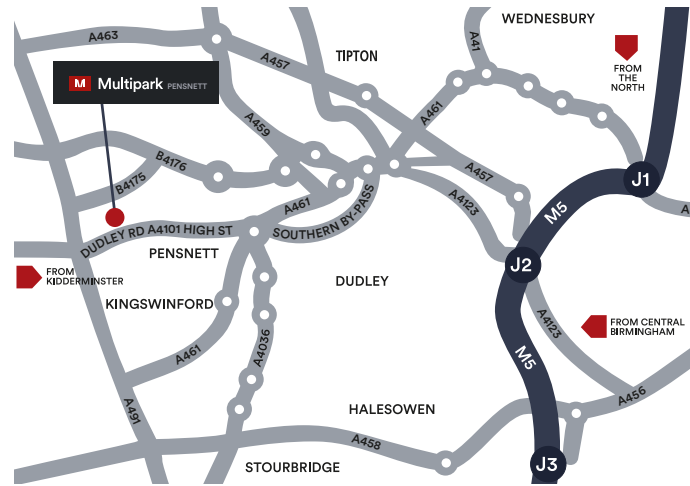 WEDNESBURY
A463
A41
TIPTON
A457
FROM
THE
NORTH
M Multipark PENSNETT
A461
A459
B4176
A457
B4175
J1
A4123
A461
M5
A
DUDLEY RD A4101 HIGH ST
SOUTHERN BY-PASS
PENSNETT
J2
FROM
KIDDERMINSTER
DUDLEY
KINGSWINFORD
A4123
FROM CENTRAL
BIRMINGHAM
A461
A4036
M5
A456
A491
HALESOWEN
A458
STOURBRIDGE
J3